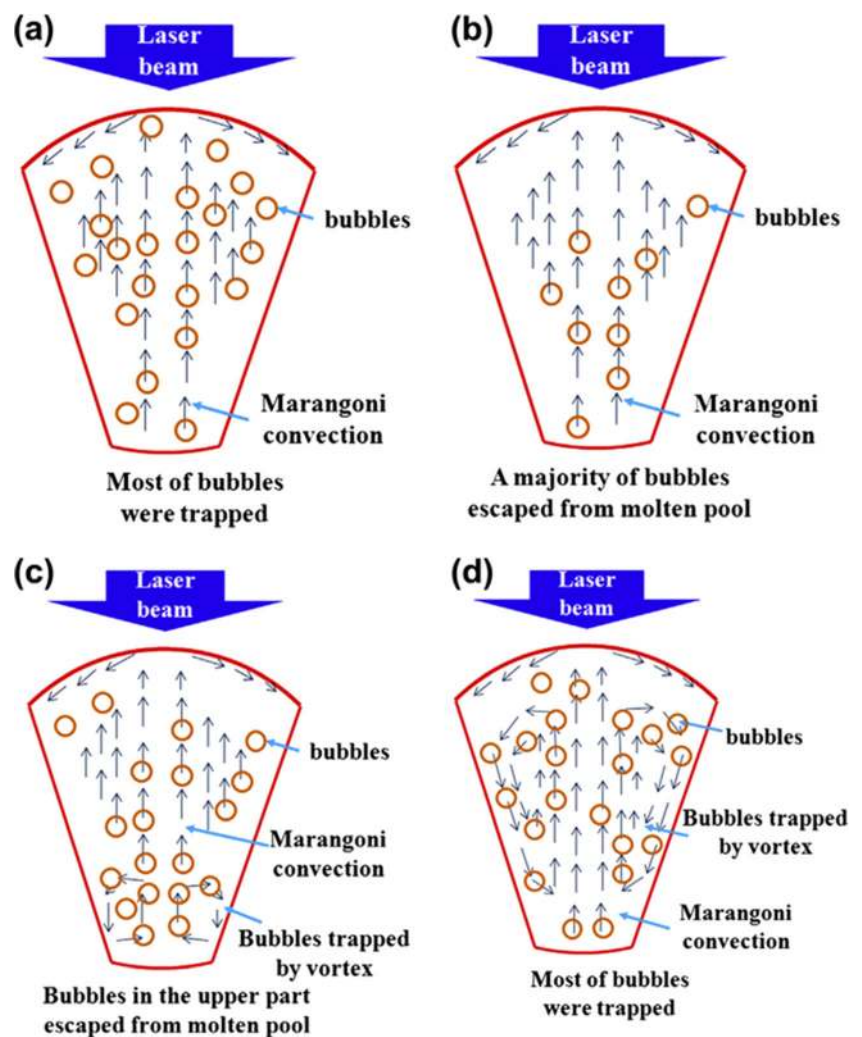 (a)
Laser
beam
bubbles
Marangoni
convection
Most of bubbles
were trapped
(b)
Laser
beam
bubbles
Marangoni
convection
A majority of bubbles
escaped from molten pool
(c)
Laser
beam
bubbles
Marangoni
convection
Bubbles trapped
by vortex
Bubbles in the upper part
escaped from molten pool
(d)
Laser
beam
bubbles
Bubbles trapped
by vortex
Marangoni
convection
Most of bubbles
were trapped